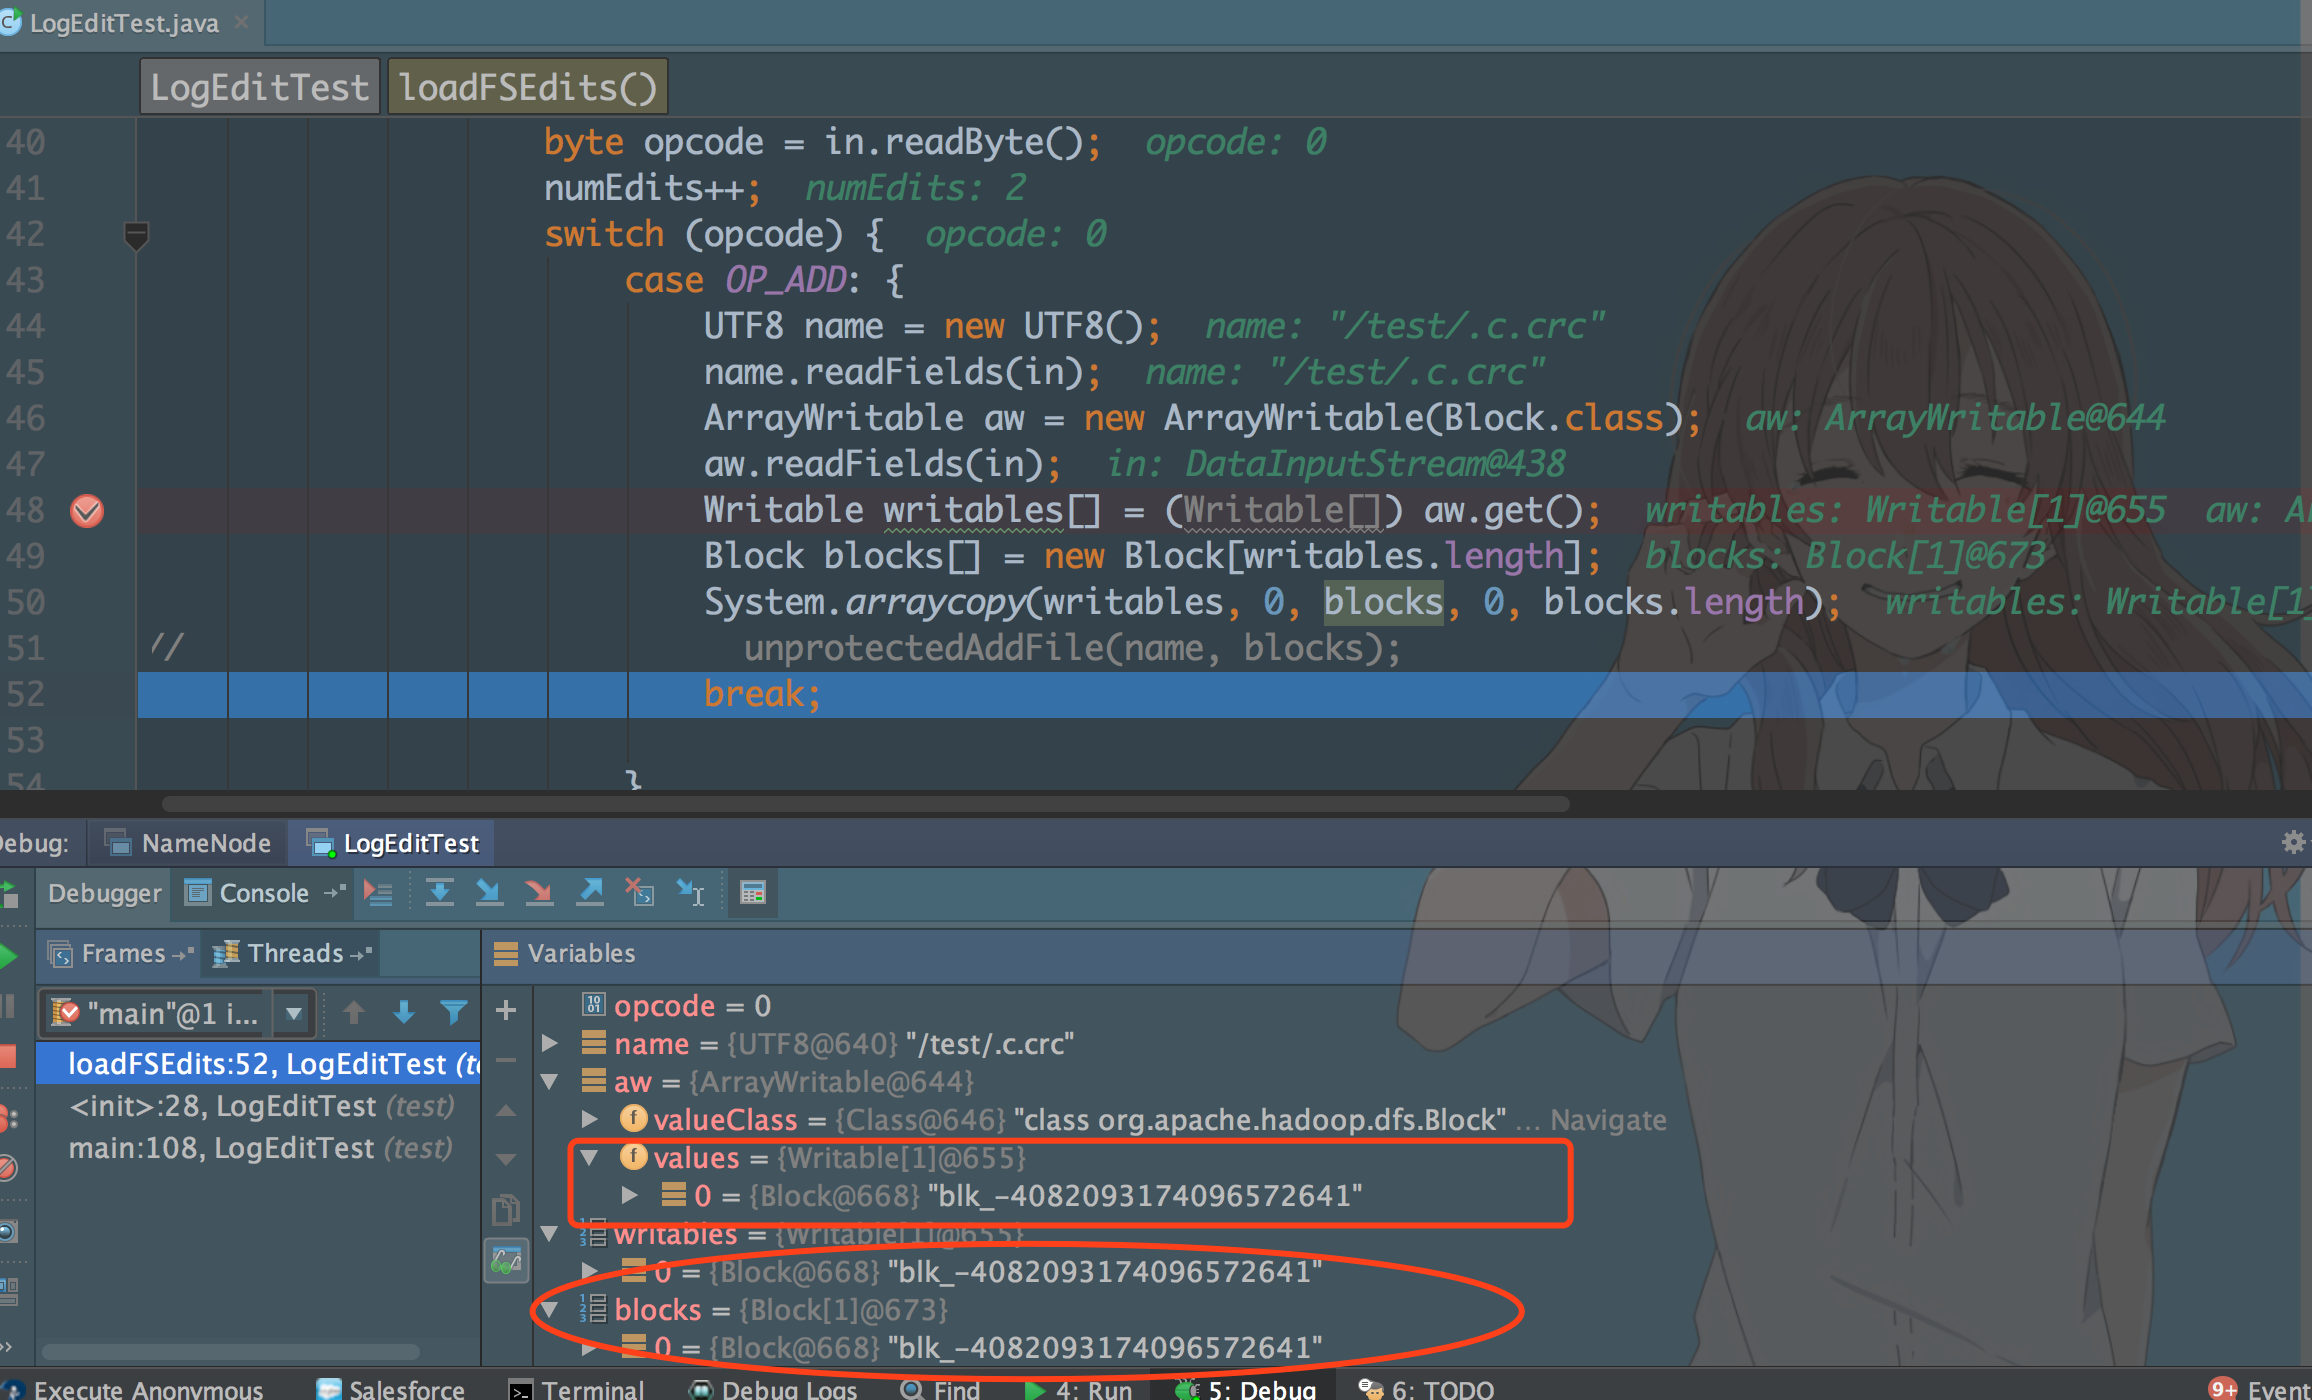 LogEditTest.java
LogEditTest loadFSEdits()
40 byte opcode = in.readByte(); opcode: 0
41 numEdits++; numEdits: 2
42 switch (opcode) { opcode: 0
43 case OP_ADD: {
44 UTF8 name = new UTF8(); name: "/test/.c.crc"
45 name.readFields(in); name: "/test/.c.crc"
46 ArrayWritable aw = new ArrayWritable(Block.class); aw: ArrayWritable@644
47 aw.readFields(in); in: DataInputStream@438
48 Writable writables[] = (Writable[]) aw.get(); writables: Writable[1]@655 aw: A
49 Block blocks[] = new Block[writables.length]; blocks: Block[1]@673
50 System.arraycopy(writables, 0, blocks, 0, blocks.length); writables: Writable[1]
51 // unprotectedAddFile(name, blocks);
52 break;
53
54 }
Debug: NameNode LogEditTest
Debugger Console
Frames Threads Variables
"main"@1 i...
loadFSEdits:52, LogEditTest (te
<init>:28, LogEditTest (test)
main:108, LogEditTest (test)
opcode = 0
name = {UTF8@640} "/test/.c.crc"
aw = {ArrayWritable@644}
valueClass = {Class@646} "class org.apache.hadoop.dfs.Block" ... Navigate
values = {Writable[1]@655}
0 = {Block@668} "blk_-4082093174096572641"
writables = {Writable[1]@655}
0 = {Block@668} "blk_-4082093174096572641"
blocks = {Block[1]@673}
0 = {Block@668} "blk_-4082093174096572641"
Execute Anonymous Salesforce Terminal Debug Logs Find 4: Run 5: Debug 6: TODO 9+ Event